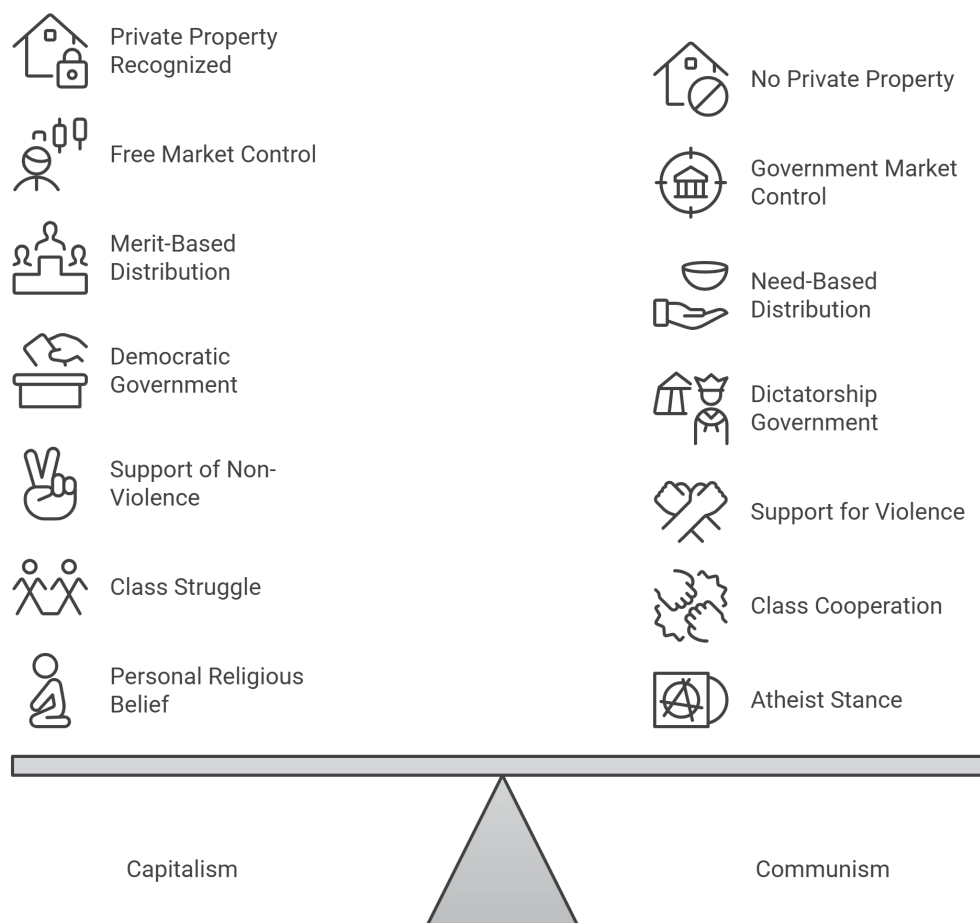 Private Property
Recognized
Free Market Control
Merit-Based
Distribution
Democratic
Government
Support of Non-
Violence
Class Struggle
Personal Religious
Belief
No Private Property
Government Market
Control
Need-Based
Distribution
Dictatorship
Government
Support for Violence
Class Cooperation
Atheist Stance
Capitalism
Communism